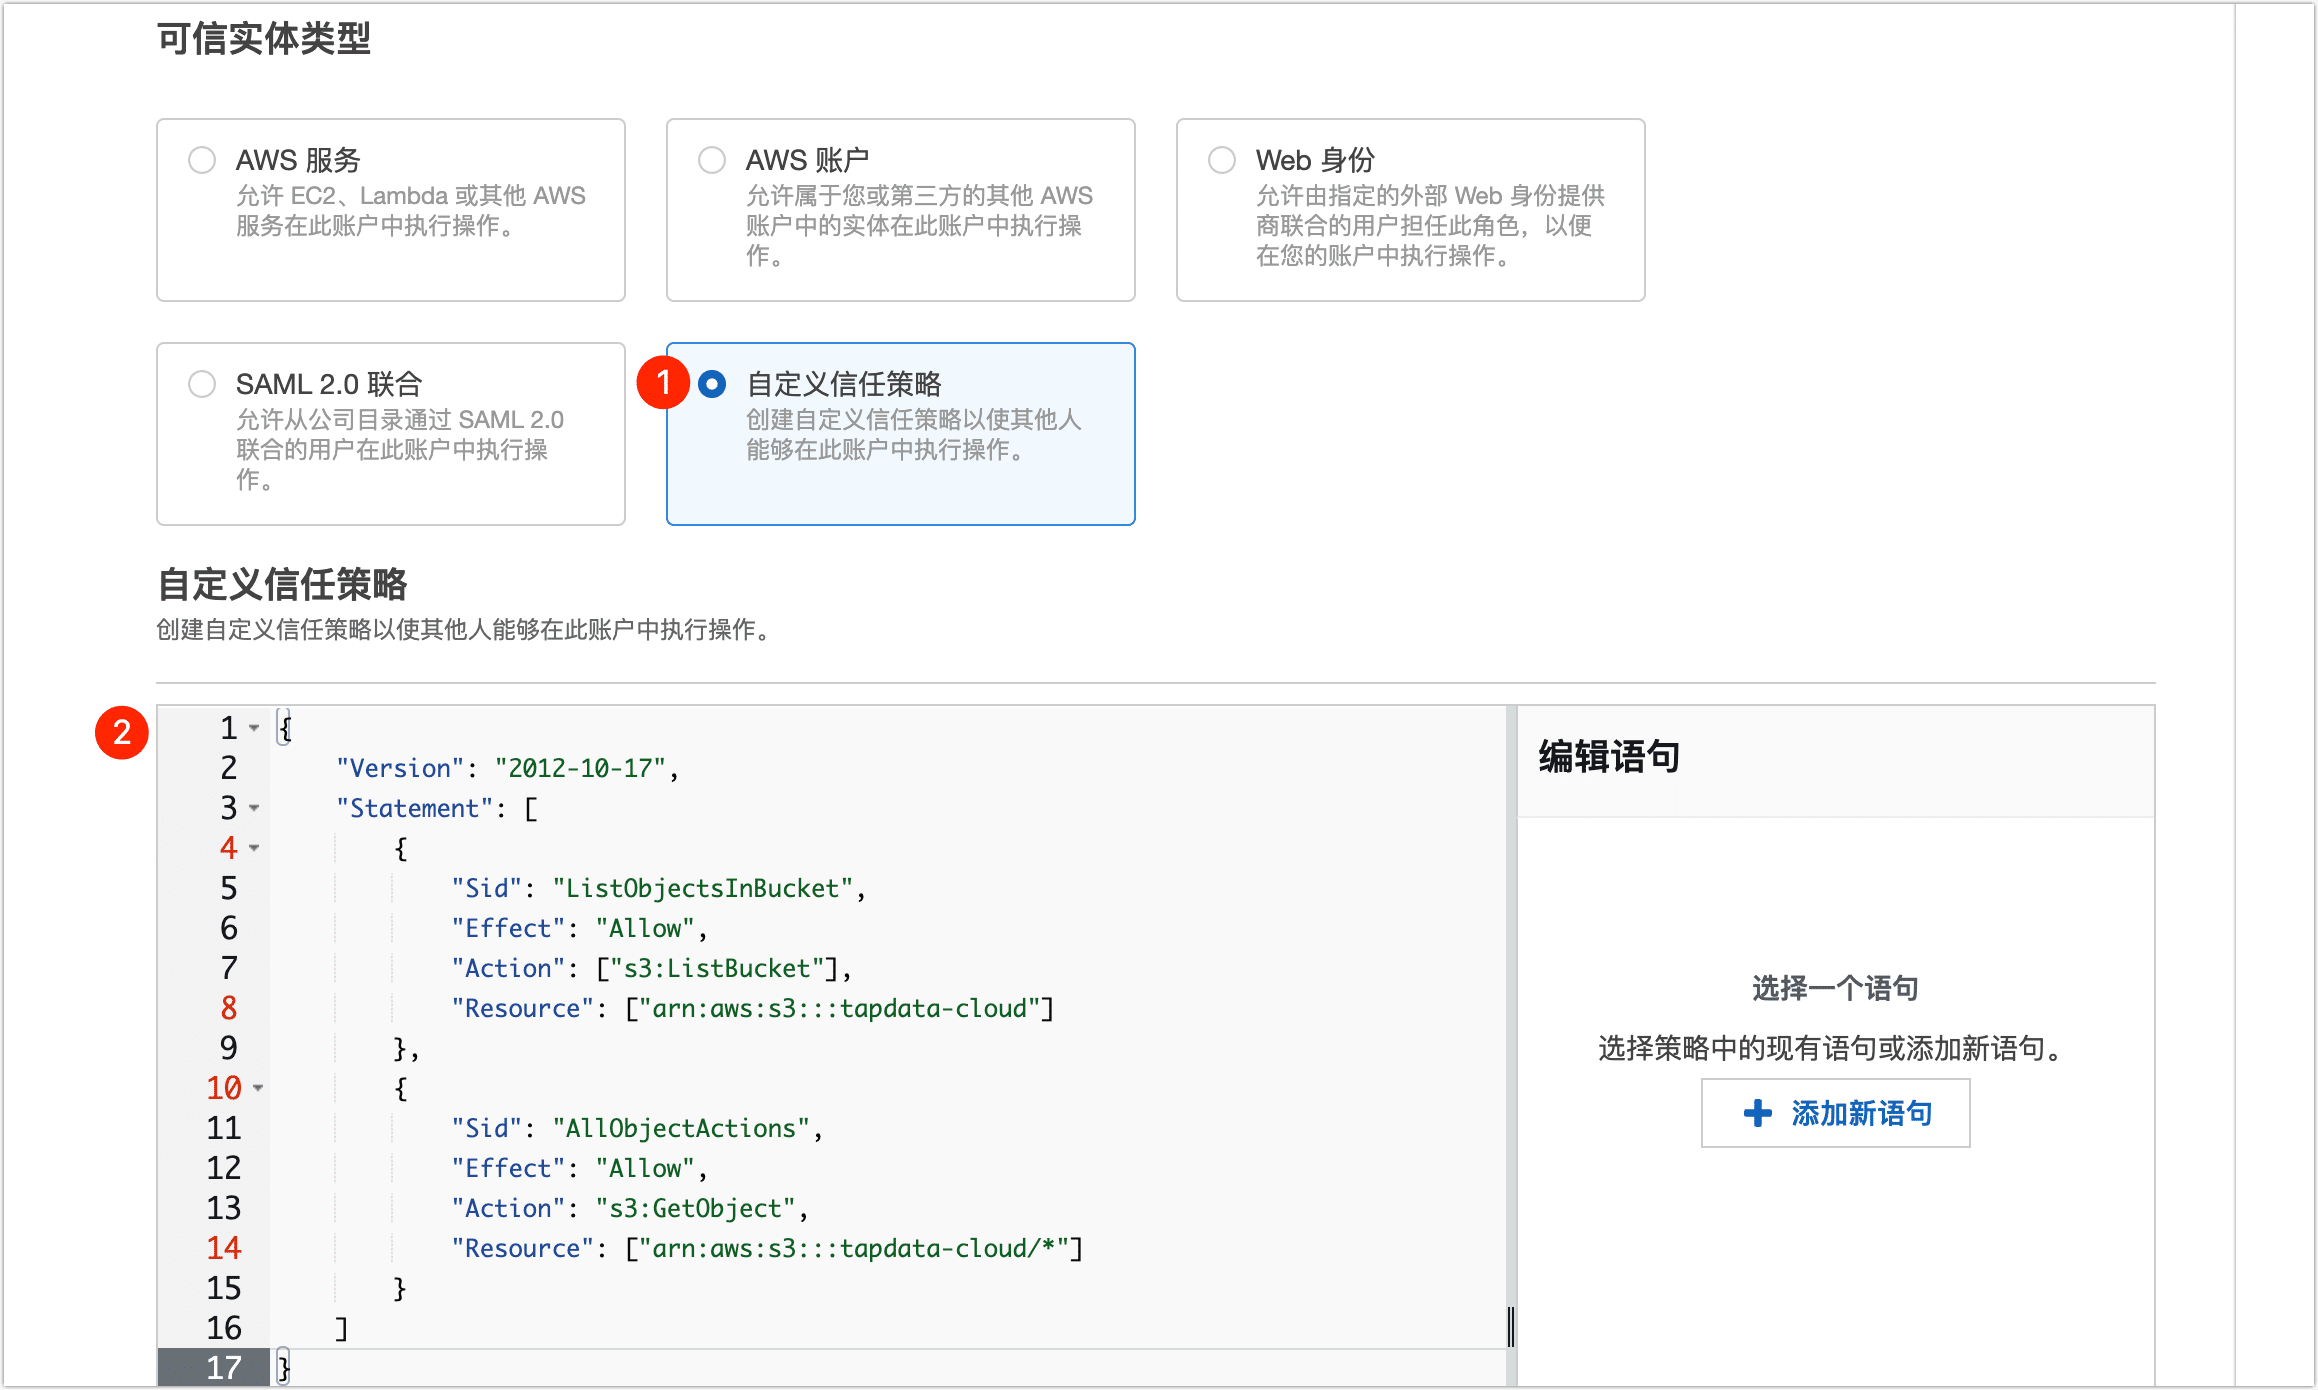 可信实体类型
AWS 服务
允许 EC2、Lambda 或其他 AWS
服务在此账户中执行操作。
AWS 账户
允许属于您或第三方的其他 AWS
账户中的实体在此账户中执行操
作。
Web 身份
允许由指定的外部 Web 身份提供
商联合的用户担任此角色，以便
在您的账户中执行操作。
SAML 2.0 联合
允许从公司目录通过 SAML 2.0
联合的用户在此账户中执行操
作。
1
自定义信任策略
创建自定义信任策略以使其他人
能够在此账户中执行操作。
自定义信任策略
创建自定义信任策略以使其他人能够在此账户中执行操作。
2
1 {
2     "Version": "2012-10-17",
3     "Statement": [
4         {
5             "Sid": "ListObjectsInBucket",
6             "Effect": "Allow",
7             "Action": ["s3:ListBucket"],
8             "Resource": ["arn:aws:s3:::tapdata-cloud"]
9         },
10         {
11             "Sid": "AllObjectActions",
12             "Effect": "Allow",
13             "Action": "s3:GetObject",
14             "Resource": ["arn:aws:s3:::tapdata-cloud/*"]
15         }
16     ]
17 }
编辑语句
选择一个语句
选择策略中的现有语句或添加新语句。
添加新语句